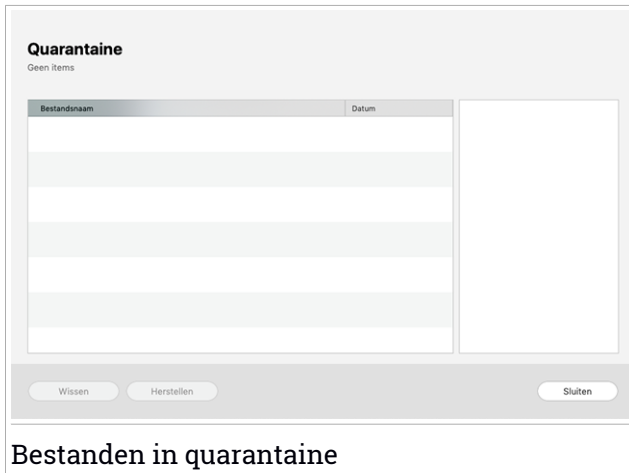 Quarantaine
Geen items
Bestandsnaam Datum
Wissen Herstellen Sluiten
Bestanden in quarantaine